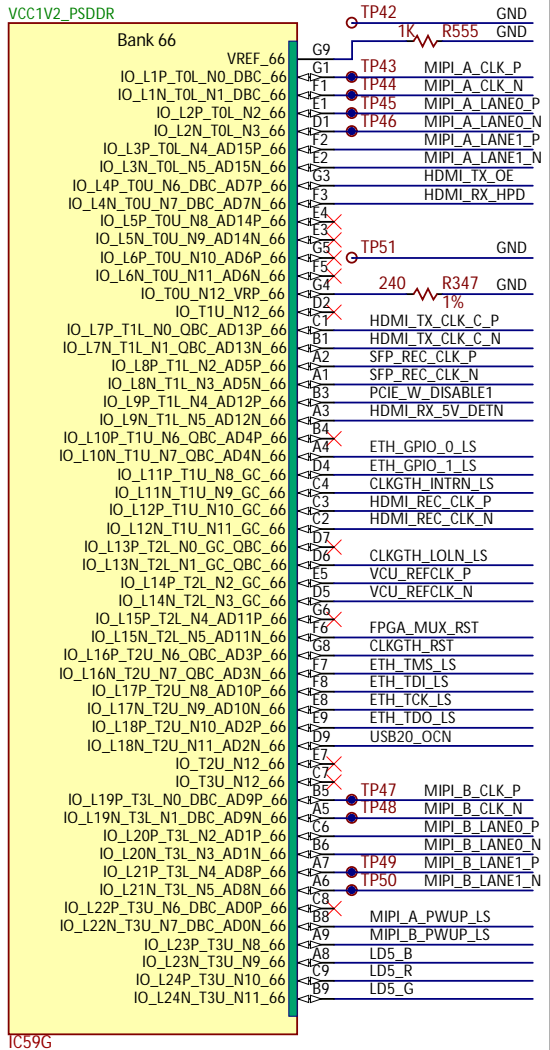 VCC1V2_PSDDR TP42 GND
Bank 66 1K R555 GND
VREF_66 G9
IO_L1P_T0L_N0_DBC_66 G1 TP43 MIPI_A_CLK_P
IO_L1N_T0L_N1_DBC_66 F1 TP44 MIPI_A_CLK_N
IO_L2P_T0L_N2_66 E1 TP45 MIPI_A_LANE0_P
IO_L2N_T0L_N3_66 D1 TP46 MIPI_A_LANE0_N
IO_L3P_T0L_N4_AD15P_66 F2 MIPI_A_LANE1_P
IO_L3N_T0L_N5_AD15N_66 E2 MIPI_A_LANE1_N
IO_L4P_T0U_N6_DBC_AD7P_66 G3 HDMI_TX_OE
IO_L4N_T0U_N7_DBC_AD7N_66 F3 HDMI_RX_HPD
IO_L5P_T0U_N8_AD14P_66 E4
IO_L5N_T0U_N9_AD14N_66 E3
IO_L6P_T0U_N10_AD6P_66 G5 TP51 GND
IO_L6N_T0U_N11_AD6N_66 F5
IO_T0U_N12_VRP_66 G4 240 R347 GND
1%
IO_T1U_N12_66 D2
IO_L7P_T1L_N0_QBC_AD13P_66 C1 HDMI_TX_CLK_C_P
IO_L7N_T1L_N1_QBC_AD13N_66 B1 HDMI_TX_CLK_C_N
IO_L8P_T1L_N2_AD5P_66 A2 SFP_REC_CLK_P
IO_L8N_T1L_N3_AD5N_66 A1 SFP_REC_CLK_N
IO_L9P_T1L_N4_AD12P_66 B3 PCIE_W_DISABLE1
IO_L9N_T1L_N5_AD12N_66 A3 HDMI_RX_5V_DETN
IO_L10P_T1U_N6_QBC_AD4P_66 B4
IO_L10N_T1U_N7_QBC_AD4N_66 A4 ETH_GPIO_0_LS
IO_L11P_T1U_N8_GC_66 D4 ETH_GPIO_1_LS
IO_L11N_T1U_N9_GC_66 C4 CLKGTH_INTRN_LS
IO_L12P_T1U_N10_GC_66 C3 HDMI_REC_CLK_P
IO_L12N_T1U_N11_GC_66 C2 HDMI_REC_CLK_N
IO_L13P_T2L_N0_GC_QBC_66 D7
IO_L13N_T2L_N1_GC_QBC_66 D6 CLKGTH_LOLN_LS
IO_L14P_T2L_N2_GC_66 E5 VCU_REFCLK_P
IO_L14N_T2L_N3_GC_66 D5 VCU_REFCLK_N
IO_L15P_T2L_N4_AD11P_66 G6
IO_L15N_T2L_N5_AD11N_66 F6 FPGA_MUX_RST
IO_L16P_T2U_N6_QBC_AD3P_66 G8 CLKGTH_RST
IO_L16N_T2U_N7_QBC_AD3N_66 F7 ETH_TMS_LS
IO_L17P_T2U_N8_AD10P_66 F8 ETH_TDI_LS
IO_L17N_T2U_N9_AD10N_66 E8 ETH_TCK_LS
IO_L18P_T2U_N10_AD2P_66 E9 ETH_TDO_LS
IO_L18N_T2U_N11_AD2N_66 D9 USB20_OCN
IO_T2U_N12_66 E7
IO_T3U_N12_66 C7
IO_L19P_T3L_N0_DBC_AD9P_66 B5 TP47 MIPI_B_CLK_P
IO_L19N_T3L_N1_DBC_AD9N_66 A5 TP48 MIPI_B_CLK_N
IO_L20P_T3L_N2_AD1P_66 C6 MIPI_B_LANE0_P
IO_L20N_T3L_N3_AD1N_66 B6 MIPI_B_LANE0_N
IO_L21P_T3L_N4_AD8P_66 A7 TP49 MIPI_B_LANE1_P
IO_L21N_T3L_N5_AD8N_66 A6 TP50 MIPI_B_LANE1_N
IO_L22P_T3U_N6_DBC_AD0P_66 C8
IO_L22N_T3U_N7_DBC_AD0N_66 B8 MIPI_A_PWUP_LS
IO_L23P_T3U_N8_66 A9 MIPI_B_PWUP_LS
IO_L23N_T3U_N9_66 A8 LD5_B
IO_L24P_T3U_N10_66 C9 LD5_R
IO_L24N_T3U_N11_66 B9 LD5_G
IC59G